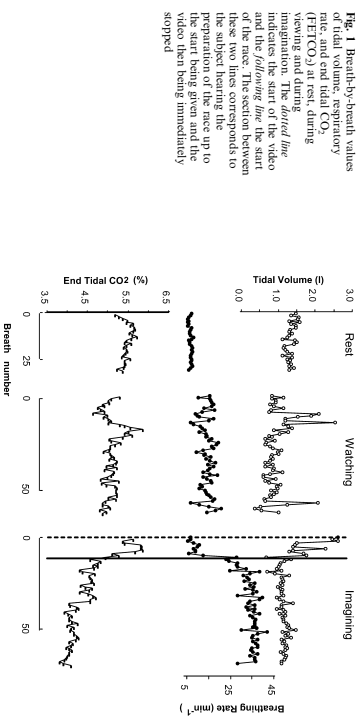 Fig. 1 Breath-by-breath values
of tidal volume, respiratory
rate, and end tidal CO2
(FETCO2) at rest, during
viewing and during
imagination. The dotted line
indicates the start of the video
and the following line the start
of the race. The section between
these two lines corresponds to
the subject hearing the
preparation of the race up to
the start being given and the
video then being immediately
stopped
Rest
Watching
Imagining
Tidal Volume (l)
0.0
1.0
2.0
3.0
Breathing Rate (min-1)
5
25
45
End Tidal CO2 (%)
3.5
4.5
5.5
6.5
0
25
0
50
0
50
Breath number